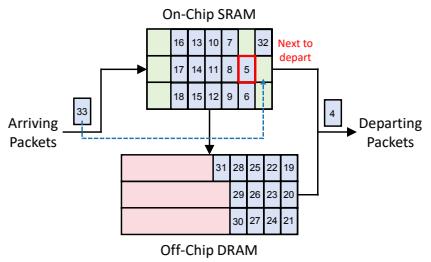 On-Chip SRAM
16 13 10 7 32
Next to
depart
17 14 11 8 5
33
18 15 12 9 6
4
Arriving
Packets
Departing
Packets
31 28 25 22 19
29 26 23 20
30 27 24 21
Off-Chip DRAM